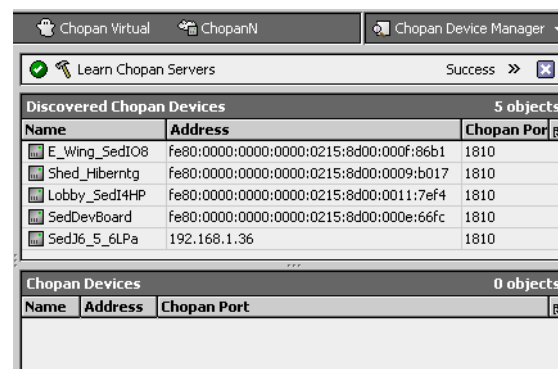 Chopan Virtual ChopanN Chopan Device Manager
Learn Chopan Servers Success »
Discovered Chopan Devices 5 objects
Name Address Chopan Por
E_Wing_SedIO8 fe80:0000:0000:0000:0215:8d00:000f:86b1 1810
Shed_Hiberntg fe80:0000:0000:0000:0215:8d00:0009:b017 1810
Lobby_SedI4HP fe80:0000:0000:0000:0215:8d00:0011:7ef4 1810
SedDevBoard fe80:0000:0000:0000:0215:8d00:000e:66fc 1810
SedJ6_5_6LPa 192.168.1.36 1810
Chopan Devices 0 objects
Name Address Chopan Port